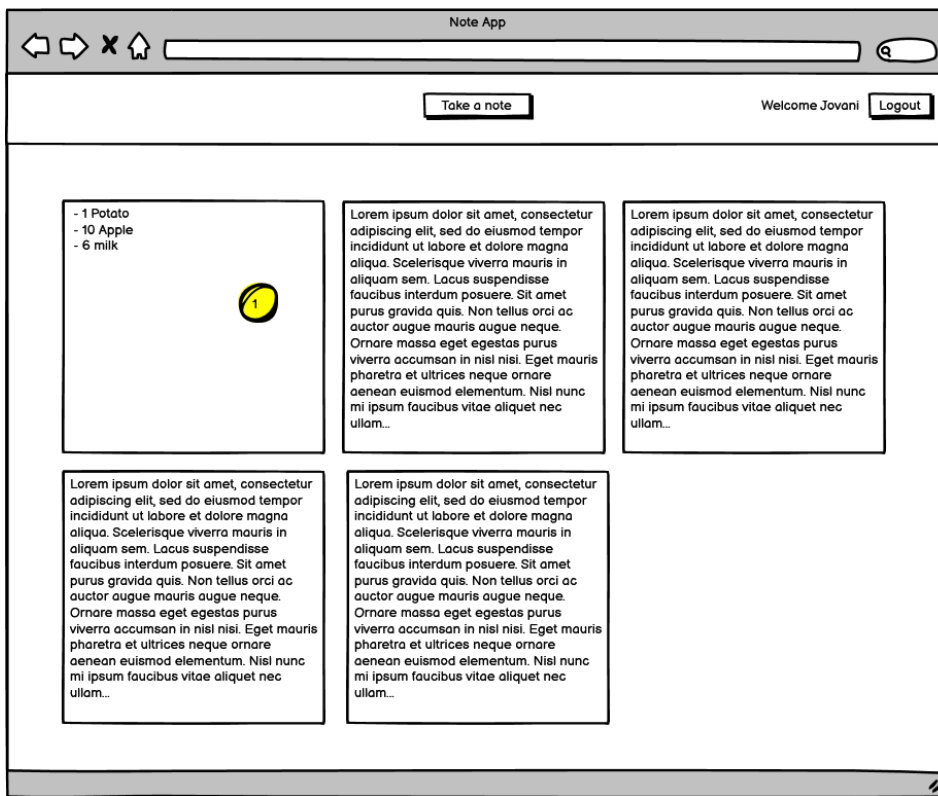 Note App
Take a note
Welcome Jovani
Logout
- 1 Potato
- 10 Apple
- 6 milk
1
Lorem ipsum dolor sit amet, consectetur
adipiscing elit, sed do eiusmod tempor
incididunt ut labore et dolore magna
aliqua. Scelerisque viverra mauris in
aliquam sem. Lacus suspendisse
faucibus interdum posuere. Sit amet
purus gravida quis. Non tellus orci ac
auctor augue mauris augue neque.
Ornare massa eget egestas purus
viverra accumsan in nisl nisi. Eget mauris
pharetra et ultrices neque ornare
aenean euismod elementum. Nisl nunc
mi ipsum faucibus vitae aliquet nec
ullam...
Lorem ipsum dolor sit amet, consectetur
adipiscing elit, sed do eiusmod tempor
incididunt ut labore et dolore magna
aliqua. Scelerisque viverra mauris in
aliquam sem. Lacus suspendisse
faucibus interdum posuere. Sit amet
purus gravida quis. Non tellus orci ac
auctor augue mauris augue neque.
Ornare massa eget egestas purus
viverra accumsan in nisl nisi. Eget mauris
pharetra et ultrices neque ornare
aenean euismod elementum. Nisl nunc
mi ipsum faucibus vitae aliquet nec
ullam...
Lorem ipsum dolor sit amet, consectetur
adipiscing elit, sed do eiusmod tempor
incididunt ut labore et dolore magna
aliqua. Scelerisque viverra mauris in
aliquam sem. Lacus suspendisse
faucibus interdum posuere. Sit amet
purus gravida quis. Non tellus orci ac
auctor augue mauris augue neque.
Ornare massa eget egestas purus
viverra accumsan in nisl nisi. Eget mauris
pharetra et ultrices neque ornare
aenean euismod elementum. Nisl nunc
mi ipsum faucibus vitae aliquet nec
ullam...
Lorem ipsum dolor sit amet, consectetur
adipiscing elit, sed do eiusmod tempor
incididunt ut labore et dolore magna
aliqua. Scelerisque viverra mauris in
aliquam sem. Lacus suspendisse
faucibus interdum posuere. Sit amet
purus gravida quis. Non tellus orci ac
auctor augue mauris augue neque.
Ornare massa eget egestas purus
viverra accumsan in nisl nisi. Eget mauris
pharetra et ultrices neque ornare
aenean euismod elementum. Nisl nunc
mi ipsum faucibus vitae aliquet nec
ullam...